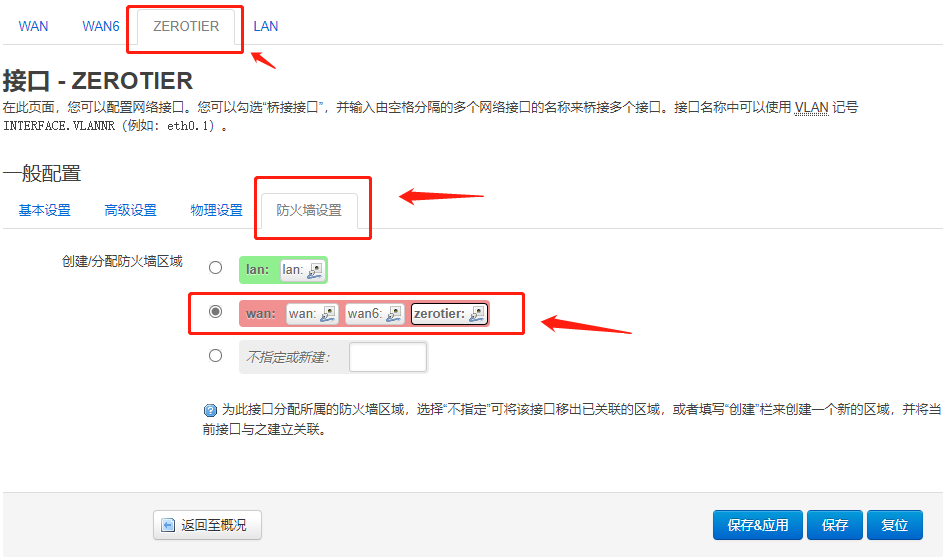 WAN WAN6 ZEROTIER LAN
接口 - ZEROTIER
在此页面，您可以配置网络接口。您可以勾选“桥接接口”，并输入由空格分隔的多个网络接口的名称来桥接多个接口。接口名称中可以使用 VLAN 记号
INTERFACE.VLANNR（例如：eth0.1）。
一般配置
基本设置 高级设置 物理设置 防火墙设置
创建/分配防火墙区域
lan: lan:
wan: wan: wan6: zerotier:
不指定或新建：
为此接口分配所属的防火墙区域，选择“不指定”可将该接口移出已关联的区域，或者填写“创建”栏来创建一个新的区域，并将当
前接口与之建立关联。
返回至概况 保存&应用 保存 复位